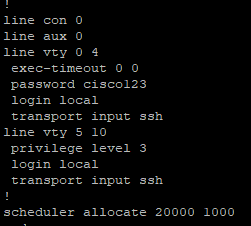 !
line con 0
line aux 0
line vty 0 4
 exec-timeout 0 0
 password cisco123
 login local
 transport input ssh
line vty 5 10
 privilege level 3
 login local
 transport input ssh
!
scheduler allocate 20000 1000